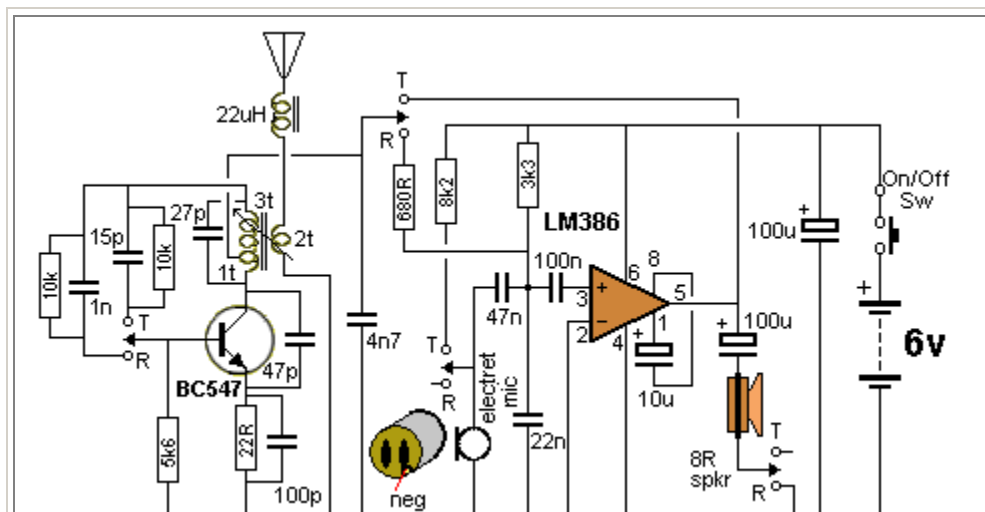 22uH
T
R
3t
27p
2t
15p
10k
10k
1n
1t
T
R
BC547
47p
5k6
22R
100p
4n7
680R
8k2
3k3
LM386
100n
47n
T
R
electret
mic
neg
22n
3
+
2
−
6
8
5
1
4
+
10u
+
100u
8R
spkr
T
R
+
100u
On/Off
Sw
+
6v